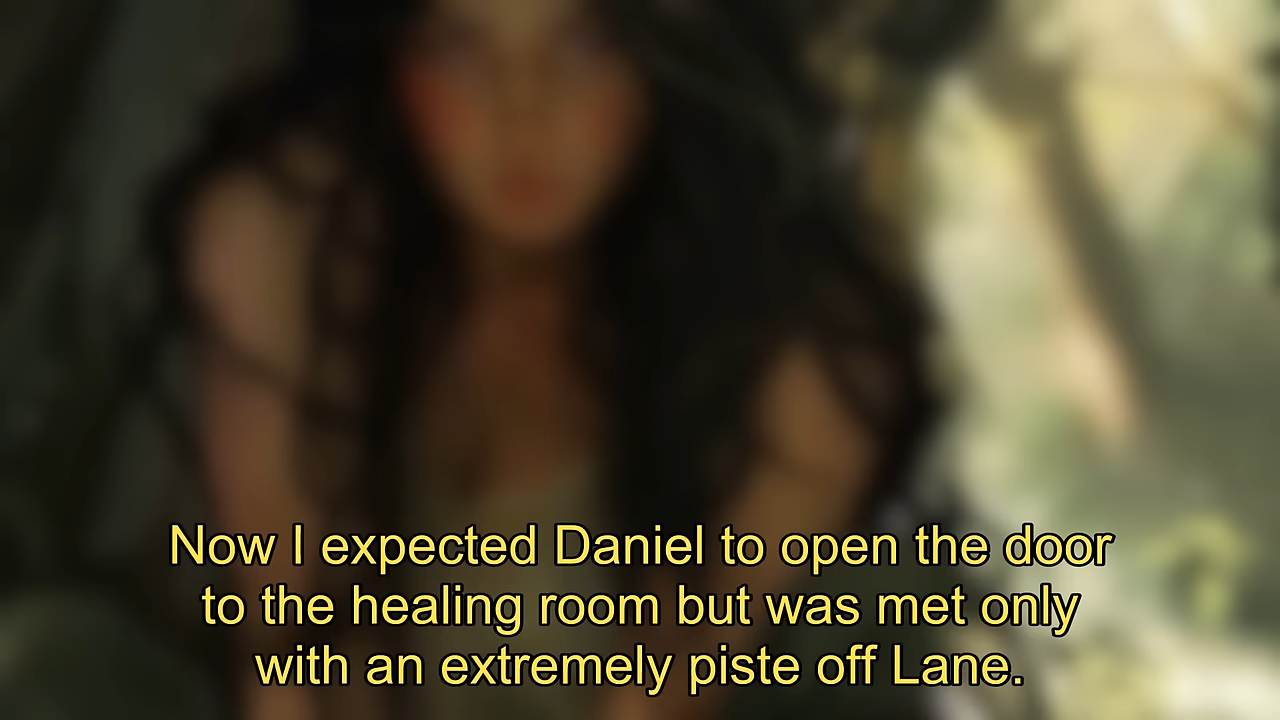 Now I expected Daniel to open the door
to the healing room but was met only
with an extremely piste off Lane.